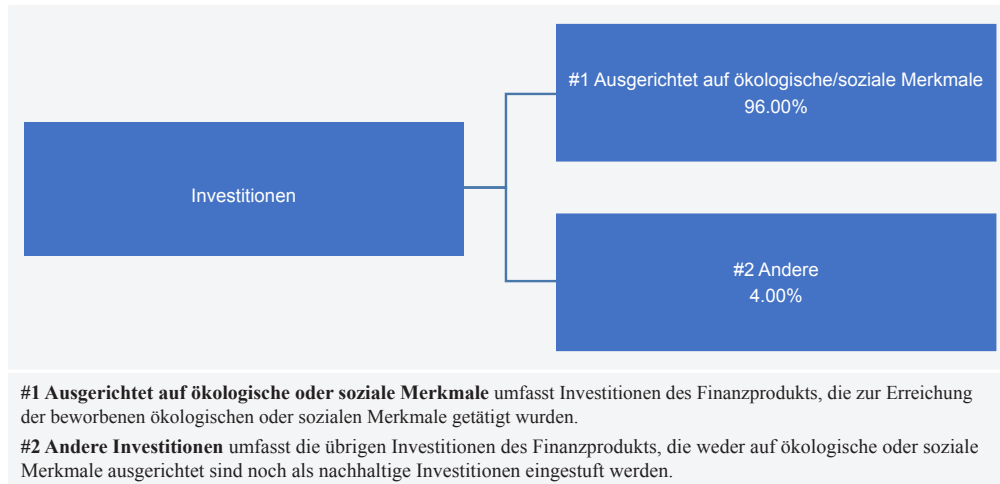 #1 Ausgerichtet auf ökologische/soziale Merkmale
96.00%
Investitionen
#2 Andere
4.00%
#1 Ausgerichtet auf ökologische oder soziale Merkmale umfasst Investitionen des Finanzprodukts, die zur Erreichung
der beworbenen ökologischen oder sozialen Merkmale getätigt wurden.
#2 Andere Investitionen umfasst die übrigen Investitionen des Finanzprodukts, die weder auf ökologische oder soziale
Merkmale ausgerichtet sind noch als nachhaltige Investitionen eingestuft werden.